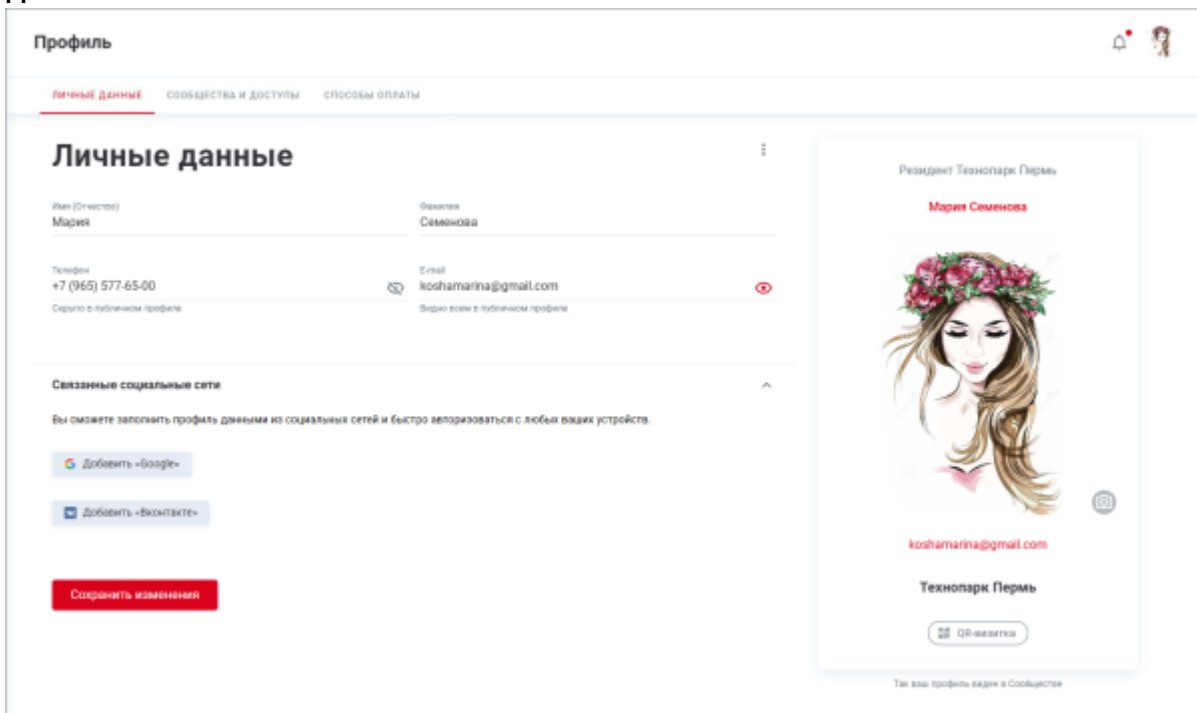 Профиль
ЛИЧНЫЕ ДАННЫЕ СООБЩЕСТВА И ДОСТУПЫ СПОСОБЫ ОПЛАТЫ
Личные данные
Имя (Отчество) Фамилия
Мария Семенова
Телефон E-mail
+7 (965) 577-65-00 koshamarina@gmail.com
Скрыто в публичном профиле Видно всем в публичном профиле
Связанные социальные сети
Вы сможете заполнить профиль данными из социальных сетей и быстро авторизоваться с любых ваших устройств.
Добавить «Google»
Добавить «Вконтакте»
Сохранить изменения
Резидент Технопарк Пермь
Мария Семенова
koshamarina@gmail.com
Технопарк Пермь
QR-визитка
Так ваш профиль виден в Сообществе